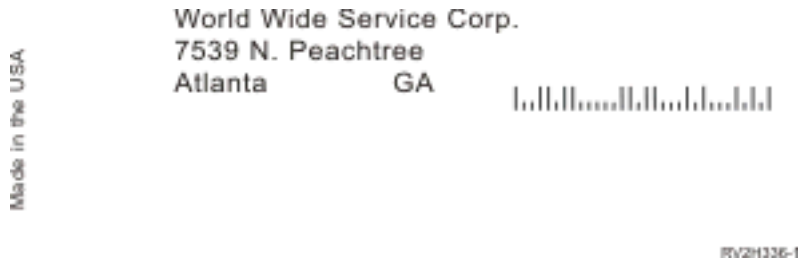 World Wide Service Corp.
7539 N. Peachtree
Atlanta GA
Made in the USA
RV2H336-1